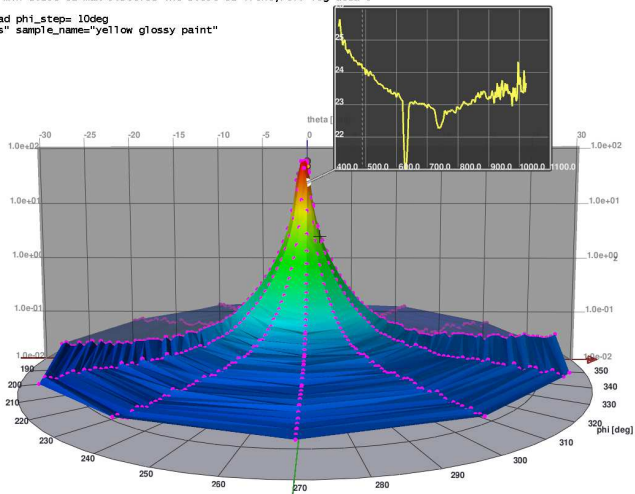 ad phi_step= 10deg
s" sample_name="yellow glossy paint"
25
24
23
22
400.0 500.0 600.0 700.0 800.0 900.0 1000.0 1100.0
theta [
-30 -25 -20 -15 -10 -5 0 30
1.0e+02 1.0e+02
1.0e+01 1.0e+01
1.0e+00 1.0e+00
1.0e-01 1.0e-01
1.0e-02 1.0e-02
190 350
200 340
210 330
220 320
phi [deg]
230 310
240 300
250 290
260 280
270